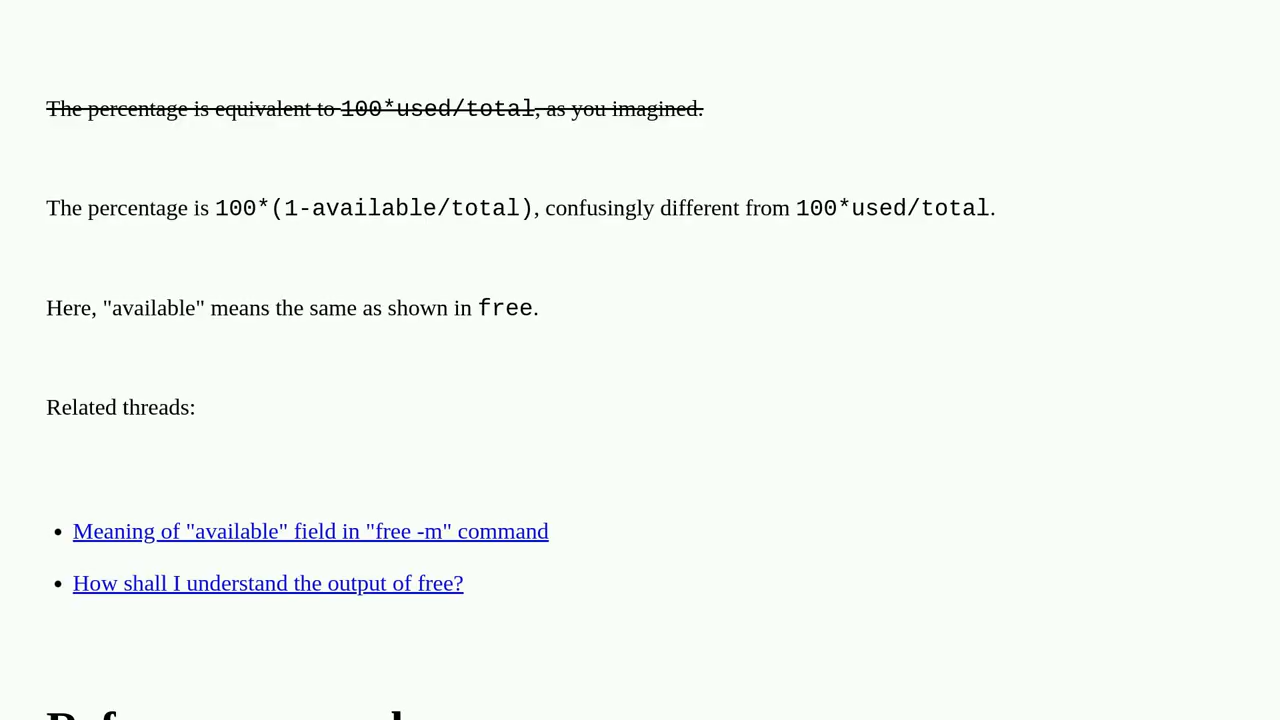 The percentage is equivalent to 100*used/total, as you imagined.
The percentage is 100*(1-available/total), confusingly different from 100*used/total.
Here, "available" means the same as shown in free.
Related threads:
• Meaning of "available" field in "free -m" command
• How shall I understand the output of free?